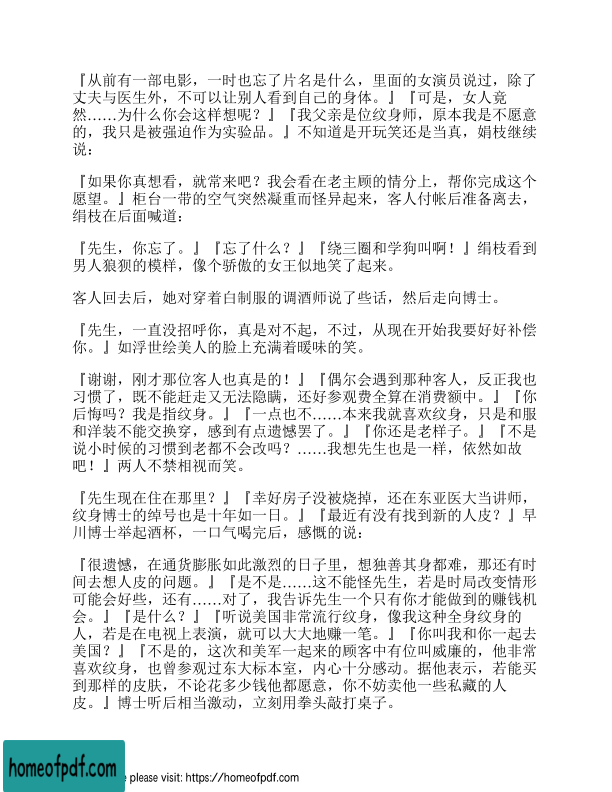 『从前有一部电影，一时也忘了片名是什么，里面的女演员说过，除了
丈夫与医生外，不可以让别人看到自己的身体。』『可是，女人竟
然……为什么你会这样想呢？』『我父亲是位纹身师，原本我是不愿意
的，我只是被强迫作为实验品。』不知道是开玩笑还是当真，娟枝继续
说：
『如果你真想看，就常来吧？我会看在老主顾的情分上，帮你完成这个
愿望。』柜台一带的空气突然凝重而怪异起来，客人付帐后准备离去，
绢枝在后面喊道：
『先生，你忘了。』『忘了什么？』『绕三圈和学狗叫啊！』绢枝看到
男人狼狈的模样，像个骄傲的女王似地笑了起来。
客人回去后，她对穿着白制服的调酒师说了些话，然后走向博士。
『先生，一直没招呼你，真是对不起，不过，从现在开始我要好好补偿
你。』如浮世绘美人的脸上充满着暖味的笑。
『谢谢，刚才那位客人也真是的！』『偶尔会遇到那种客人，反正我也
习惯了，既不能赶走又无法隐瞒，还好参观费全算在消费额中。』『你
后悔吗？我是指纹身。』『一点也不……本来我就喜欢纹身，只是和服
和洋装不能交换穿，感到有点遗憾罢了。』『你还是老样子。』『不是
说小时候的习惯到老都不会改吗？……我想先生也是一样，依然如故
吧！』两人不禁相视而笑。
『先生现在住在那里？』『幸好房子没被烧掉，还在东亚医大当讲师，
纹身博士的绰号也是十年如一日。』『最近有没有找到新的人皮？』早
川博士举起酒杯，一口气喝完后，感慨的说：
『很遗憾，在通货膨胀如此激烈的日子里，想独善其身都难，那还有时
间去想人皮的问题。』『是不是……这不能怪先生，若是时局改变情形
可能会好些，还有……对了，我告诉先生一个只有你才能做到的赚钱机
会。』『是什么？』『听说美国非常流行纹身，像我这种全身纹身的
人，若是在电视上表演，就可以大大地赚一笔。』『你叫我和你一起去
美国？』『不是的，这次和美军一起来的顾客中有位叫威廉的，他非常
喜欢纹身，也曾参观过东大标本室，内心十分感动。据他表示，若能买
到那样的皮肤，不论花多少钱他都愿意，你不妨卖他一些私藏的人
皮。』博士听后相当激动，立刻用拳头敲打桌子。
homeofpdf.com
e please visit: https://homeofpdf.com